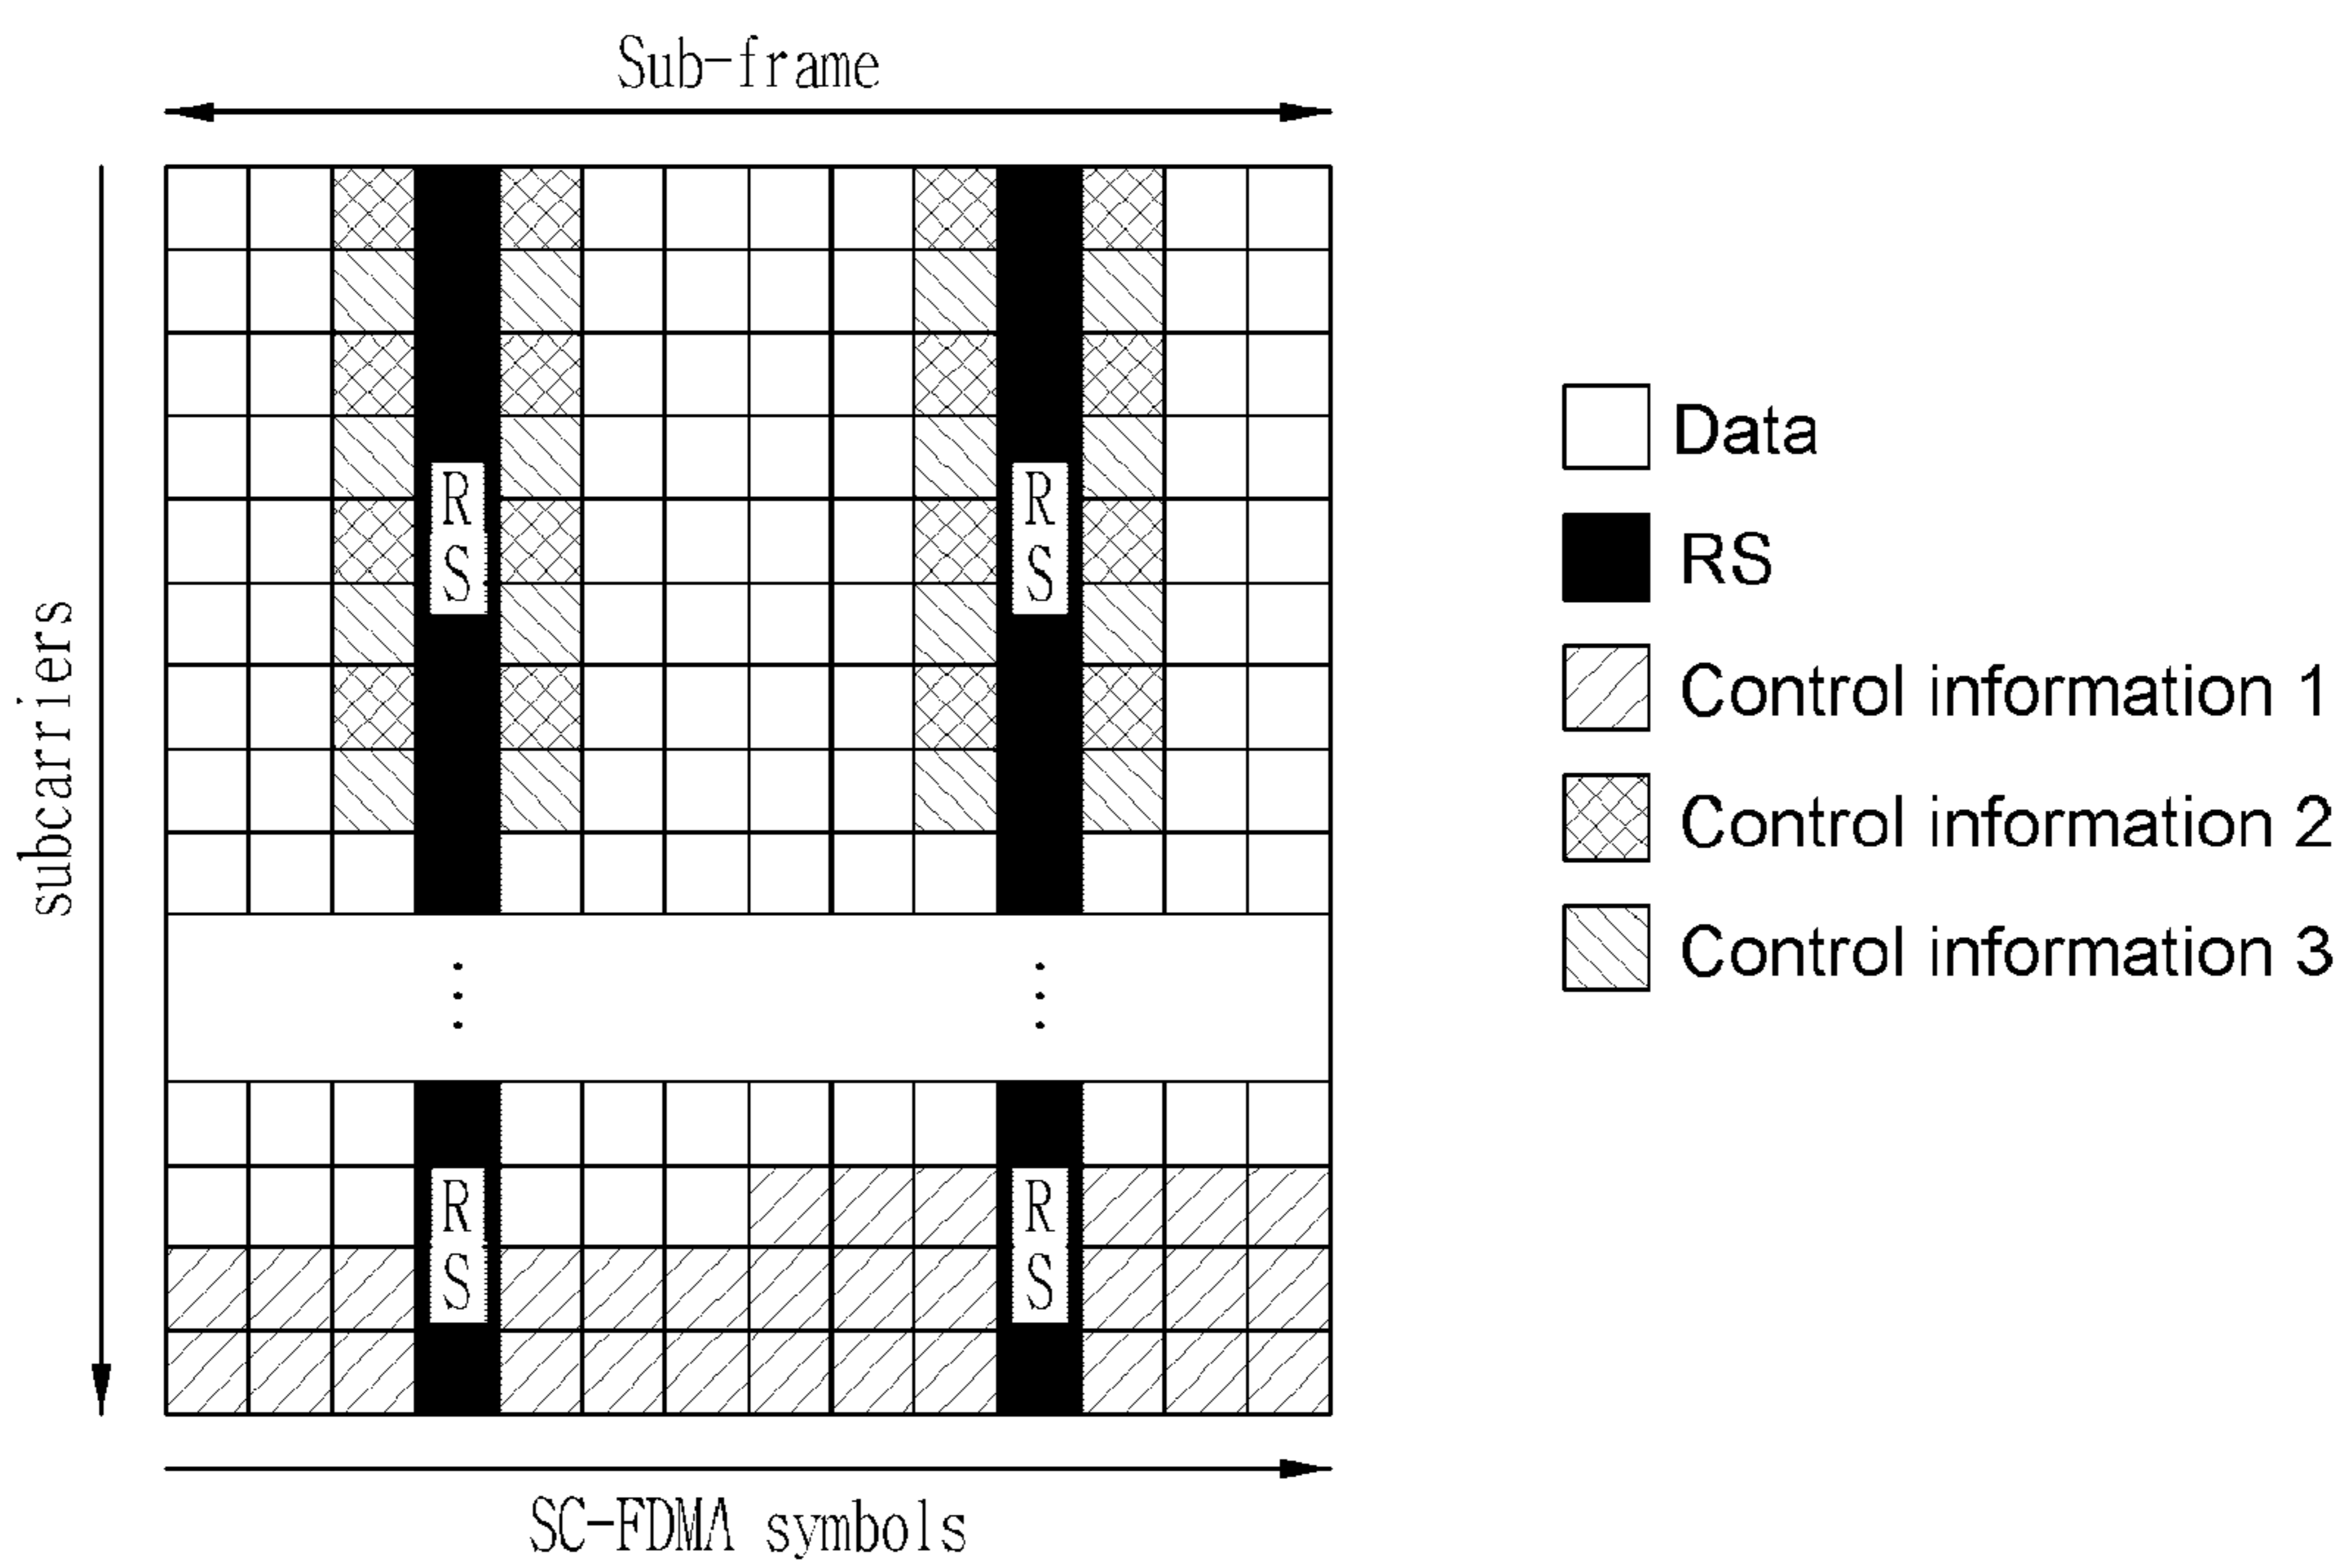 Sub-frame
subcarriers
R
S
R
S
R
S
R
S
SC-FDMA symbols
Data
RS
Control information 1
Control information 2
Control information 3